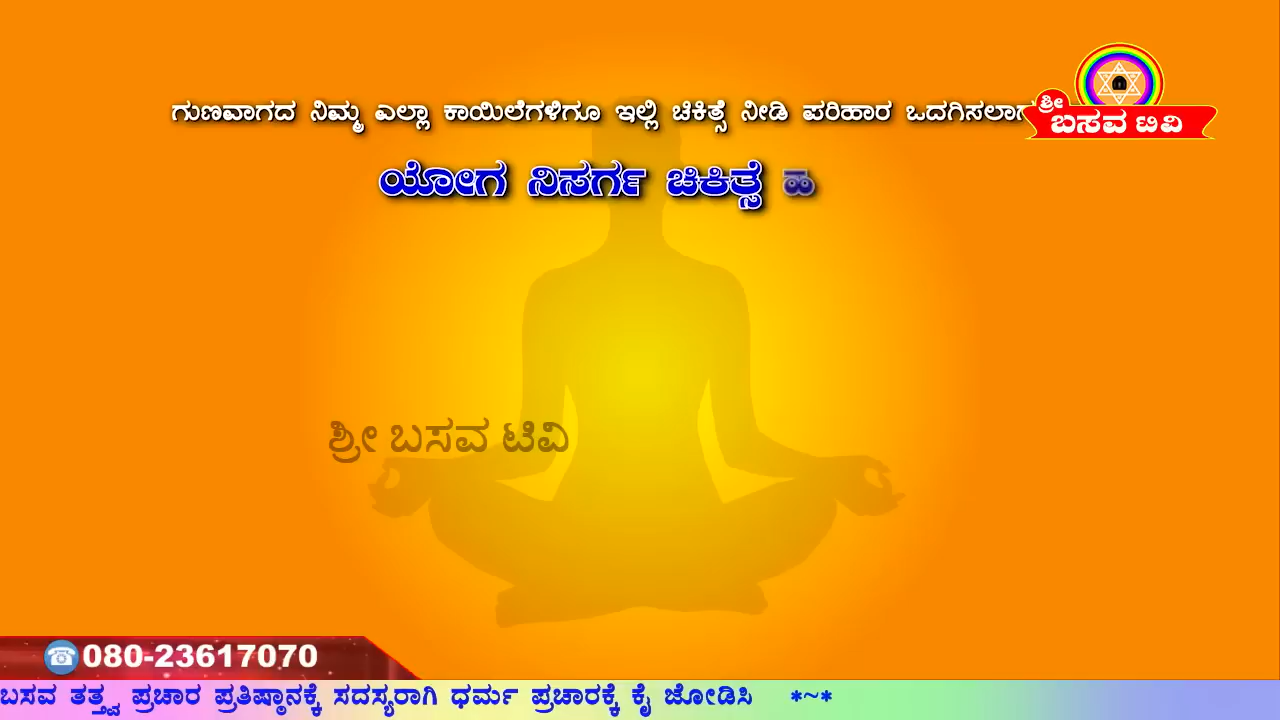 ಗುಣವಾಗದ ನಿಮ್ಮ ಎಲ್ಲಾ ಕಾಯಿಲೆಗಳಿಗೂ ಇಲ್ಲಿ ಚಿಕಿತ್ಸೆ ನೀಡಿ ಪರಿಹಾರ ಒದಗಿಸಲಾಗು
ಶ್ರೀ
ಬಸವ ಟಿವಿ
ಯೋಗ ನಿಸರ್ಗ ಚಿಕಿತ್ಸೆ ಹ
ಶ್ರೀ ಬಸವ ಟಿವಿ
080-23617070
ಬಸವ ತತ್ತ್ವ ಪ್ರಚಾರ ಪ್ರತಿಷ್ಠಾನಕ್ಕೆ ಸದಸ್ಯರಾಗಿ ಧರ್ಮ ಪ್ರಚಾರಕ್ಕೆ ಕೈ ಜೋಡಿಸಿ *~*